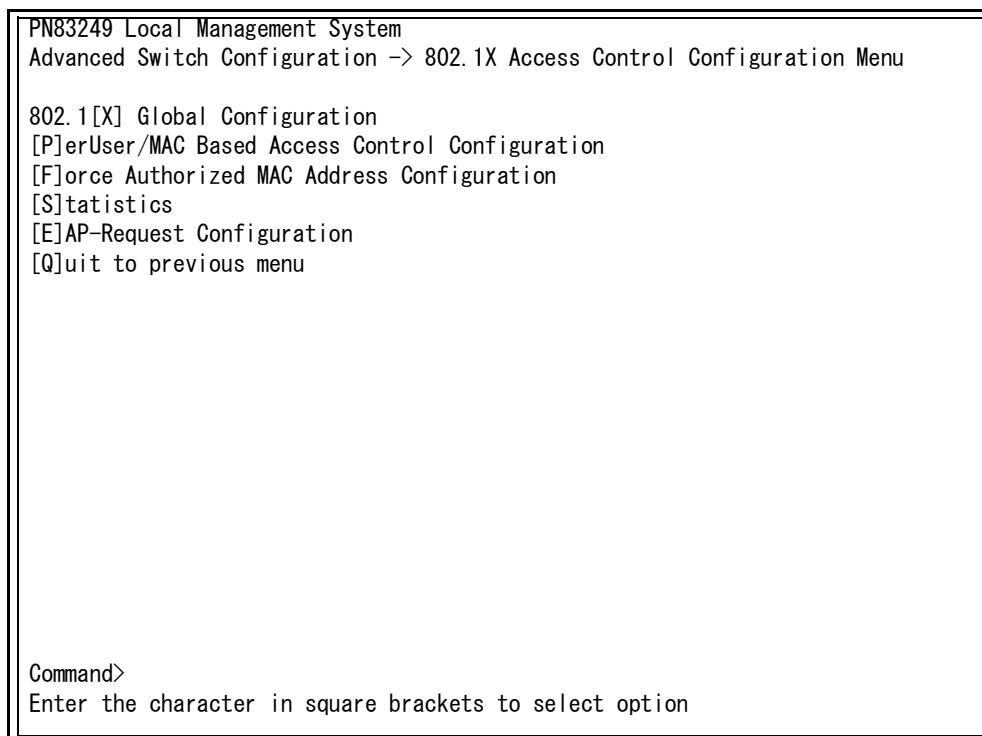 PN83249 Local Management System
Advanced Switch Configuration -> 802.1X Access Control Configuration Menu
802.1[X] Global Configuration
[P]erUser/MAC Based Access Control Configuration
[F]orce Authorized MAC Address Configuration
[S]tatistics
[E]AP-Request Configuration
[Q]uit to previous menu
Command>
Enter the character in square brackets to select option